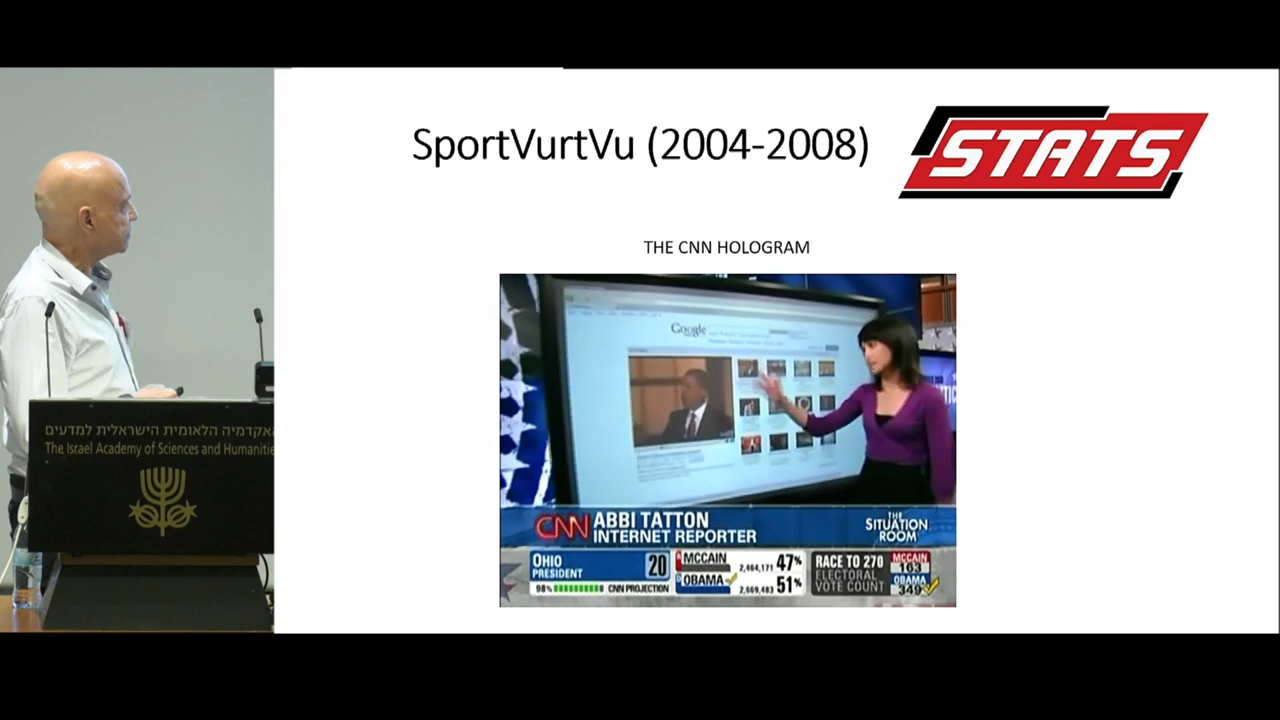 SportVurtVu (2004-2008)
STATS
THE CNN HOLOGRAM
Google
CNN
ABBI TATTON
INTERNET REPORTER
THE
SITUATION
ROOM
OHIO
PRESIDENT
20
98%
CNN PROJECTION
MCCAIN
2,464,171
47%
OBAMA
2,669,483
51%
RACE TO 270
ELECTORAL
VOTE COUNT
MCCAIN
163
OBAMA
349
האקדמיה הלאומית הישראלית למדעים
The Israel Academy of Sciences and Humanitie